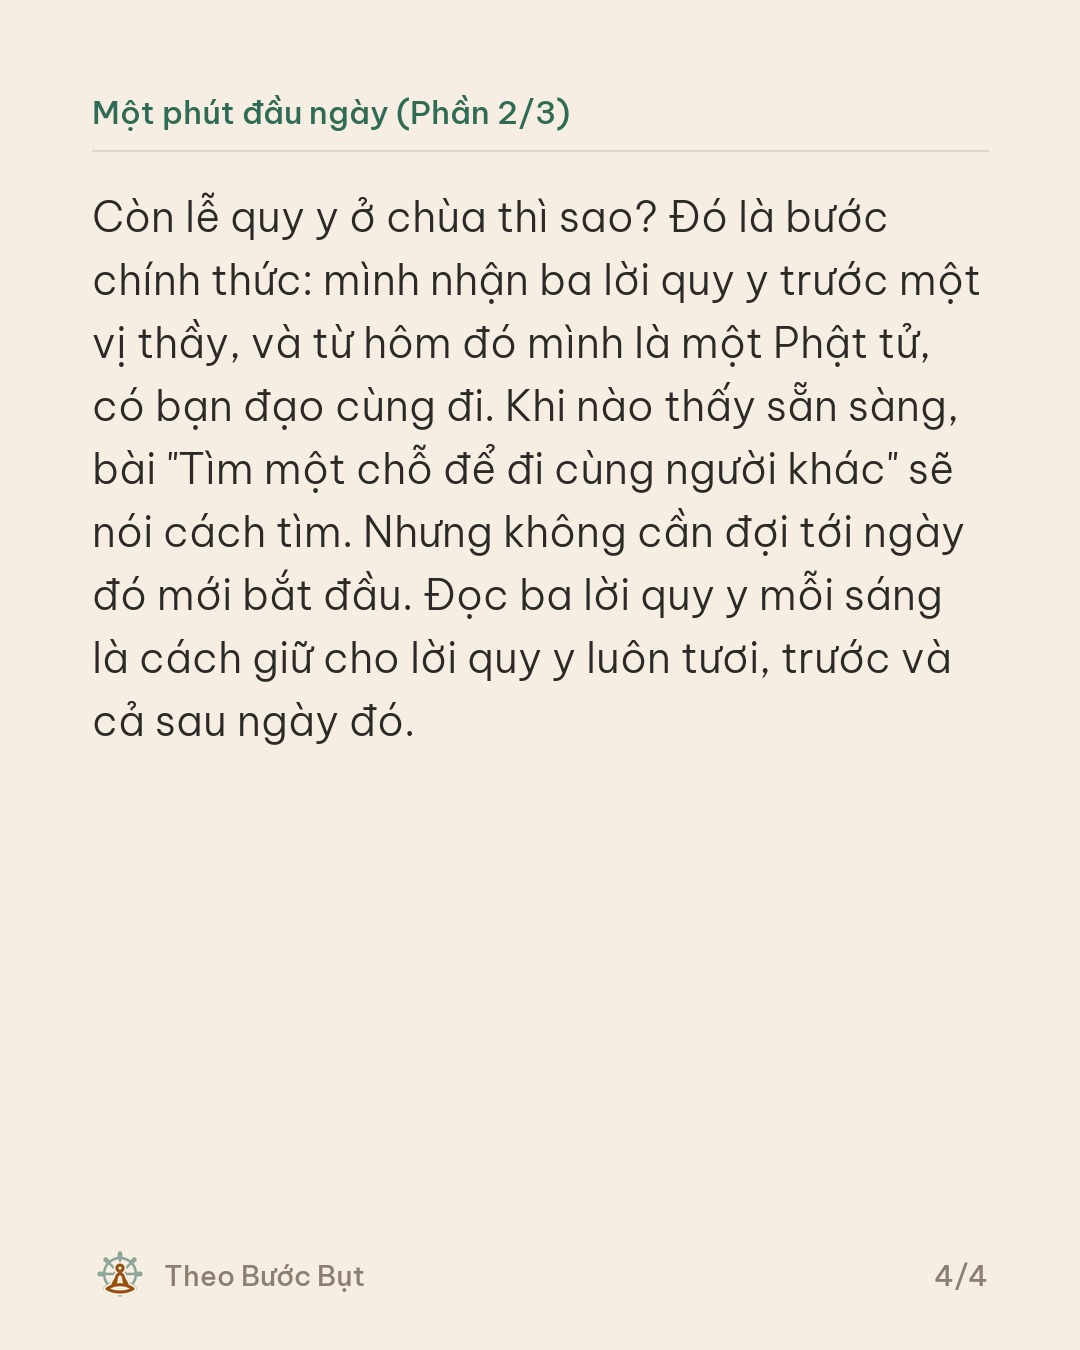 Một phút đầu ngày (Phần 2/3)
Còn lễ quy y ở chùa thì sao? Đó là bước
chính thức: mình nhận ba lời quy y trước một
vị thầy, và từ hôm đó mình là một Phật tử,
có bạn đạo cùng đi. Khi nào thấy sẵn sàng,
bài "Tìm một chỗ để đi cùng người khác" sẽ
nói cách tìm. Nhưng không cần đợi tới ngày
đó mới bắt đầu. Đọc ba lời quy y mỗi sáng
là cách giữ cho lời quy y luôn tươi, trước và
cả sau ngày đó.
Theo Bước Bụt
4/4